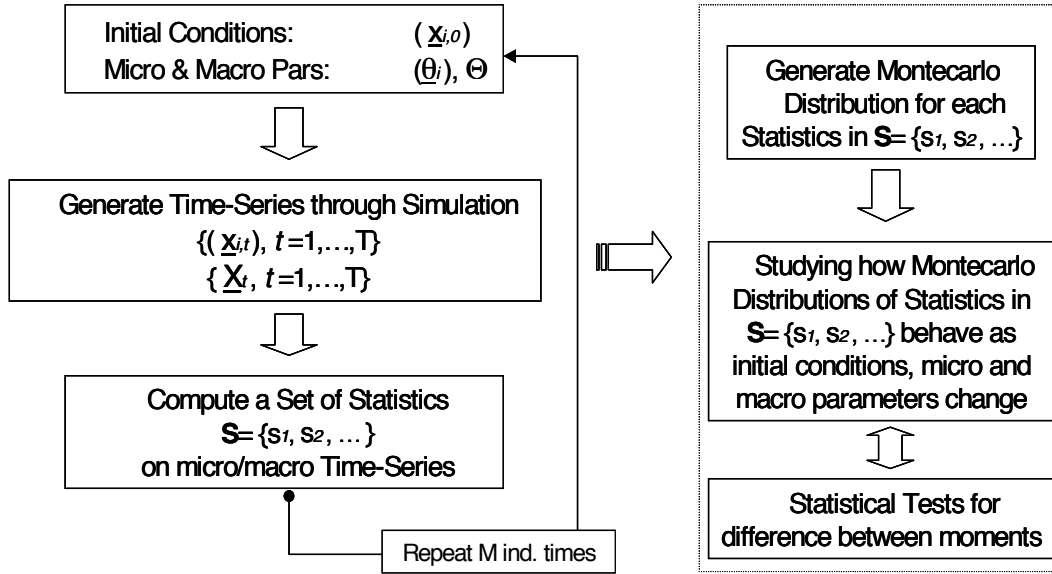 Initial Conditions: (x_i,0)
Micro & Macro Pars: (θ_i), Θ
Generate Time-Series through Simulation
{(x_i,t), t=1,…,T}
{X_t, t=1,…,T}
Compute a Set of Statistics
S={s1, s2, … }
on micro/macro Time-Series
Repeat M ind. times
Generate Montecarlo
Distribution for each
Statistics in S={s1, s2, …}
Studying how Montecarlo
Distributions of Statistics in
S={s1, s2, …} behave as
initial conditions, micro and
macro parameters change
Statistical Tests for
difference between moments